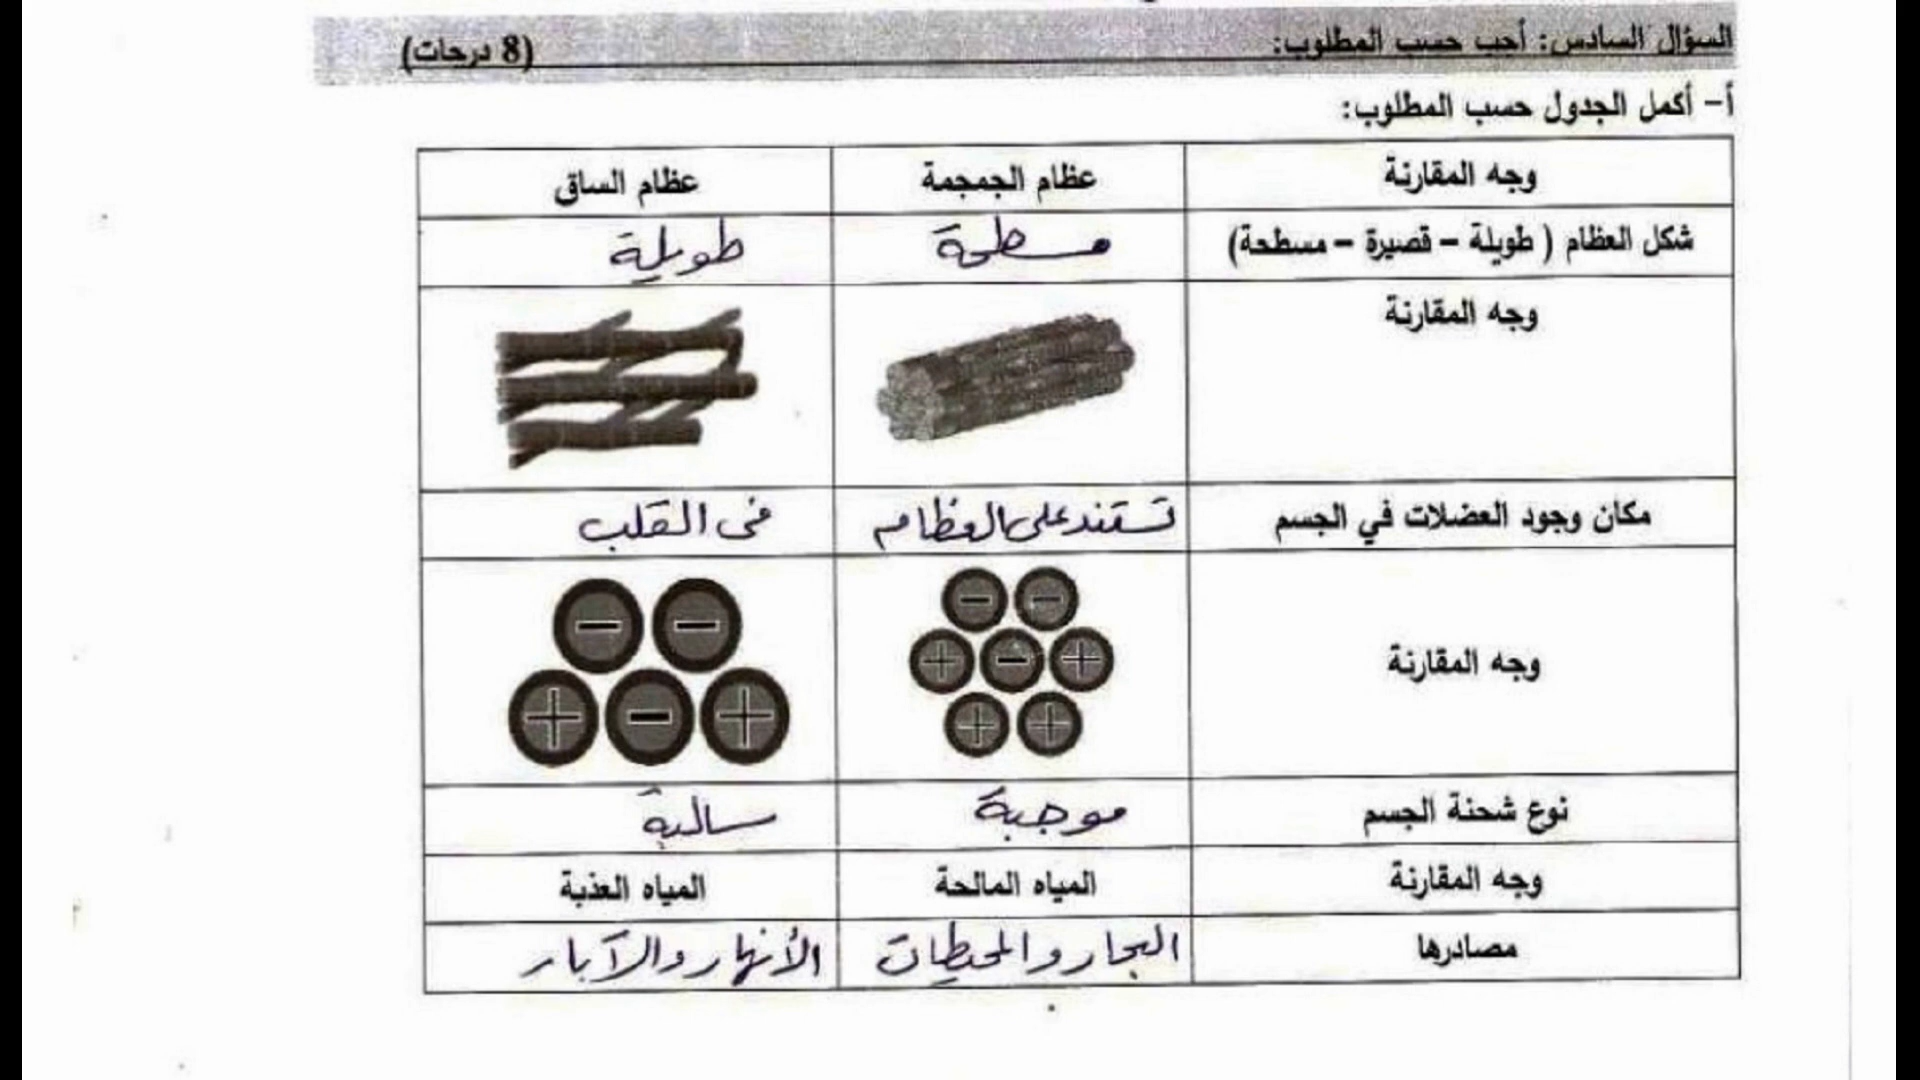 السؤال السادس: أجب حسب المطلوب: (8 درجات)
أ- أكمل الجدول حسب المطلوب:
وجه المقارنة عظام الجمجمة عظام الساق
شكل العظام ( طويلة - قصيرة - مسطحة) مسطحة طويلة
وجه المقارنة
مكان وجود العضلات في الجسم تستند على العظام فى القلب
− −
+ − +
+ +
− −
+ − +
وجه المقارنة
نوع شحنة الجسم موجبة سالبة
وجه المقارنة المياه المالحة المياه العذبة
مصادرها البحار والمحيطات الأنهار والآبار